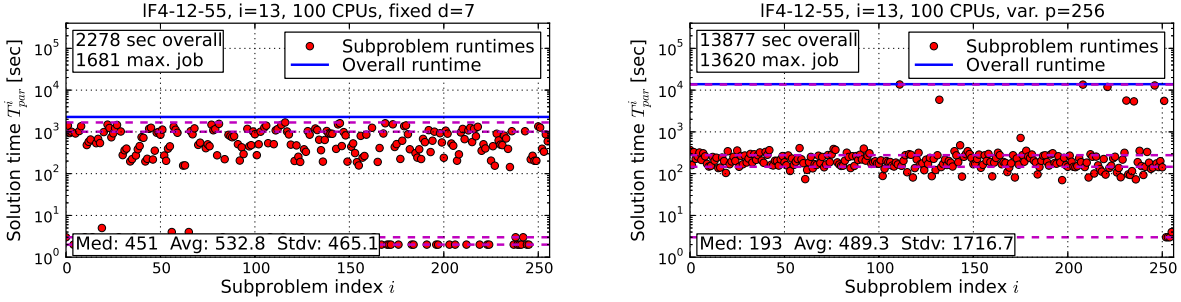 IF4-12-55, i=13, 100 CPUs, fixed d=7
2278 sec overall
1681 max. job
Subproblem runtimes
Overall runtime
Solution time T^i_par [sec]
10^5
10^4
10^3
10^2
10^1
10^0
Med: 451 Avg: 532.8 Stdv: 465.1
0 50 100 150 200 250
Subproblem index i
IF4-12-55, i=13, 100 CPUs, var. p=256
13877 sec overall
13620 max. job
Subproblem runtimes
Overall runtime
Solution time T^i_par [sec]
10^5
10^4
10^3
10^2
10^1
10^0
Med: 193 Avg: 489.3 Stdv: 1716.7
0 50 100 150 200 250
Subproblem index i